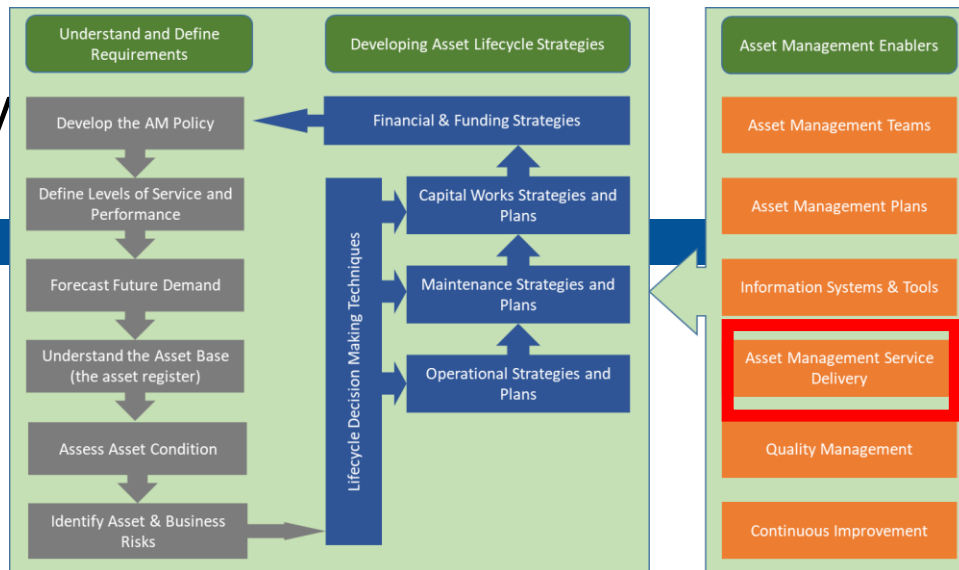 Understand and Define
Requirements
Develop the AM Policy
Define Levels of Service and
Performance
Forecast Future Demand
Understand the Asset Base
(the asset register)
Assess Asset Condition
Identify Asset & Business
Risks
Developing Asset Lifecycle Strategies
Financial & Funding Strategies
Lifecycle Decision Making Techniques
Capital Works Strategies and
Plans
Maintenance Strategies and
Plans
Operational Strategies and
Plans
Asset Management Enablers
Asset Management Teams
Asset Management Plans
Information Systems & Tools
Asset Management Service
Delivery
Quality Management
Continuous Improvement